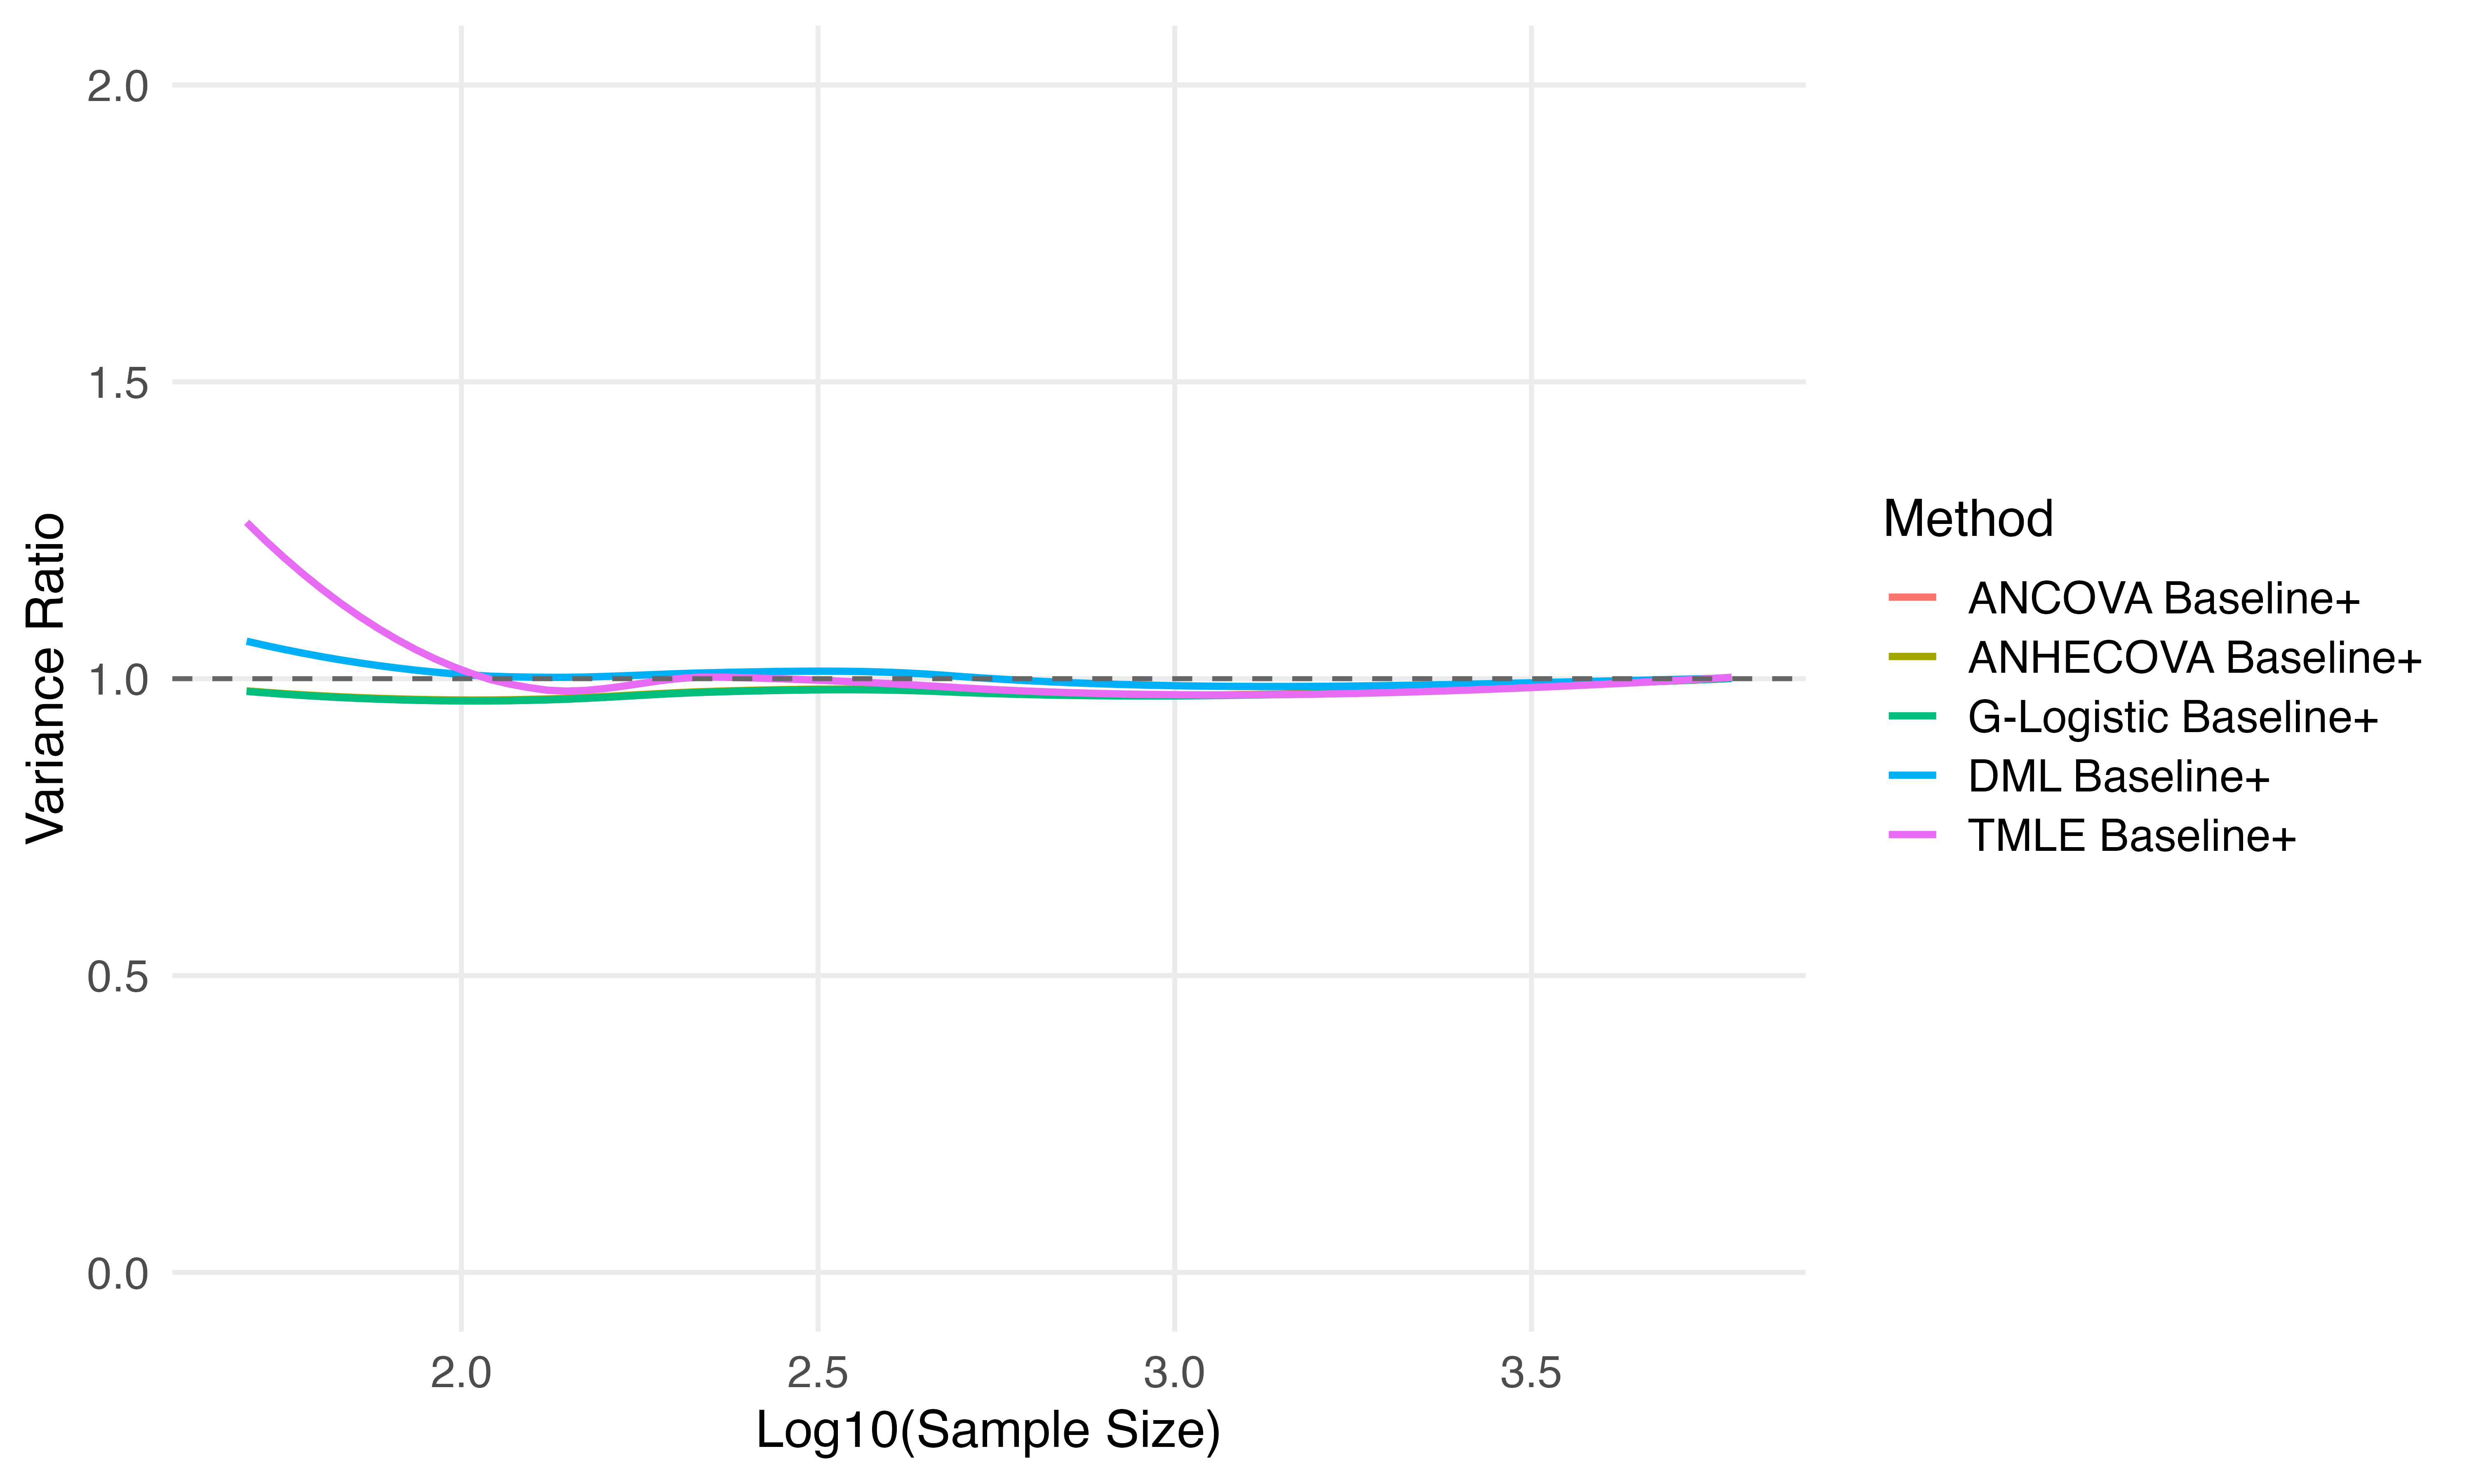 2.0
1.5
1.0
0.5
0.0
Variance Ratio
2.0 2.5 3.0 3.5
Log10(Sample Size)
Method
ANCOVA Baseline+
ANHECOVA Baseline+
G-Logistic Baseline+
DML Baseline+
TMLE Baseline+